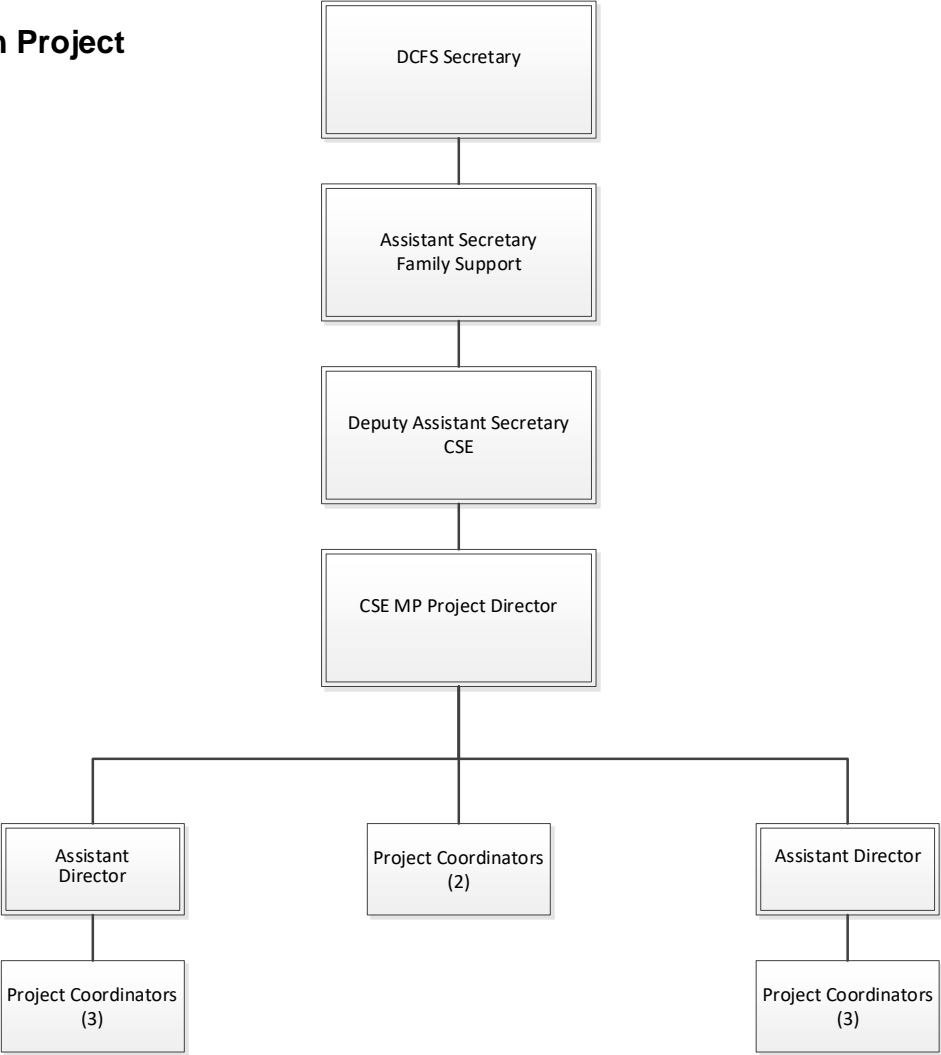 n Project
DCFS Secretary
Assistant Secretary
Family Support
Deputy Assistant Secretary
CSE
CSE MP Project Director
Assistant
Director
Project Coordinators
(2)
Assistant Director
Project Coordinators
(3)
Project Coordinators
(3)